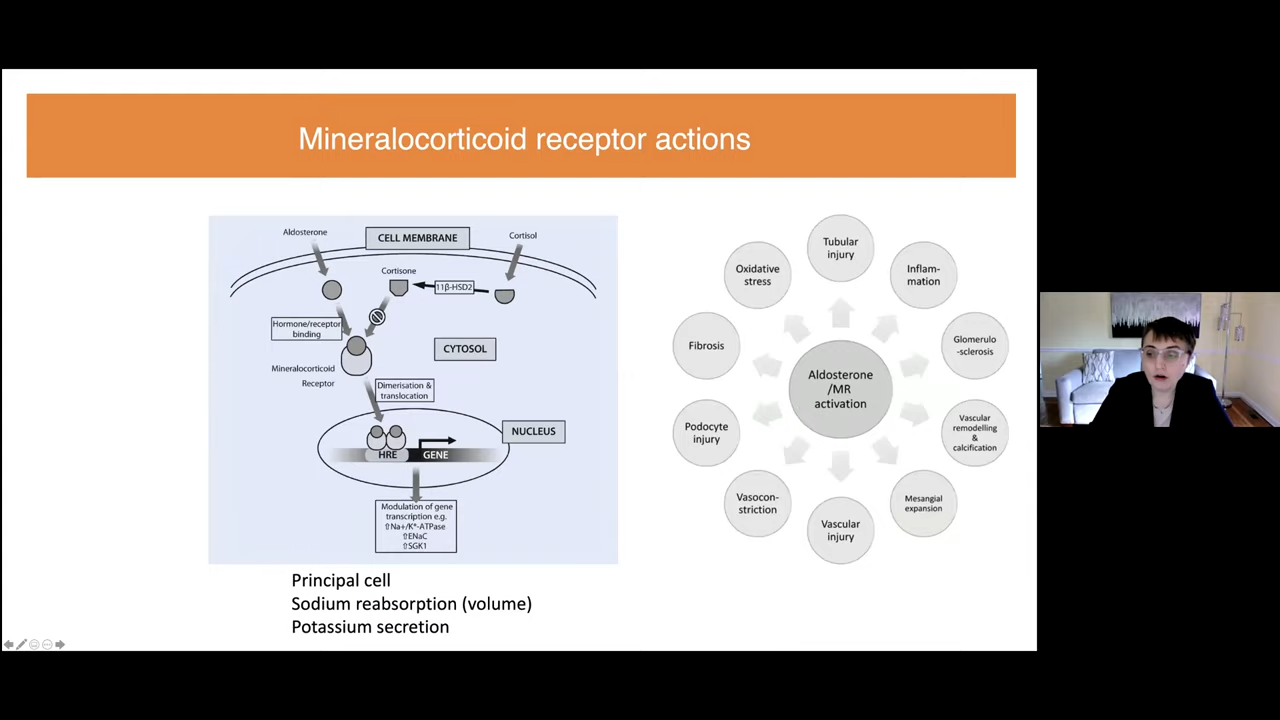 Mineralocorticoid receptor actions
Aldosterone
CELL MEMBRANE
Cortisol
Cortisone
11β-HSD2
Hormone/receptor
binding
CYTOSOL
Mineralocorticoid
Receptor
Dimerisation &
translocation
NUCLEUS
HRE
GENE
Modulation of gene
transcription e.g.
⇧Na+/K+-ATPase
⇧ENaC
⇧SGK1
Principal cell
Sodium reabsorption (volume)
Potassium secretion
Aldosterone
/MR
activation
Tubular
injury
Inflam-
mation
Glomerulo
-sclerosis
Vascular
remodelling
&
calcification
Mesangial
expansion
Vascular
injury
Vasocon-
striction
Podocyte
injury
Fibrosis
Oxidative
stress